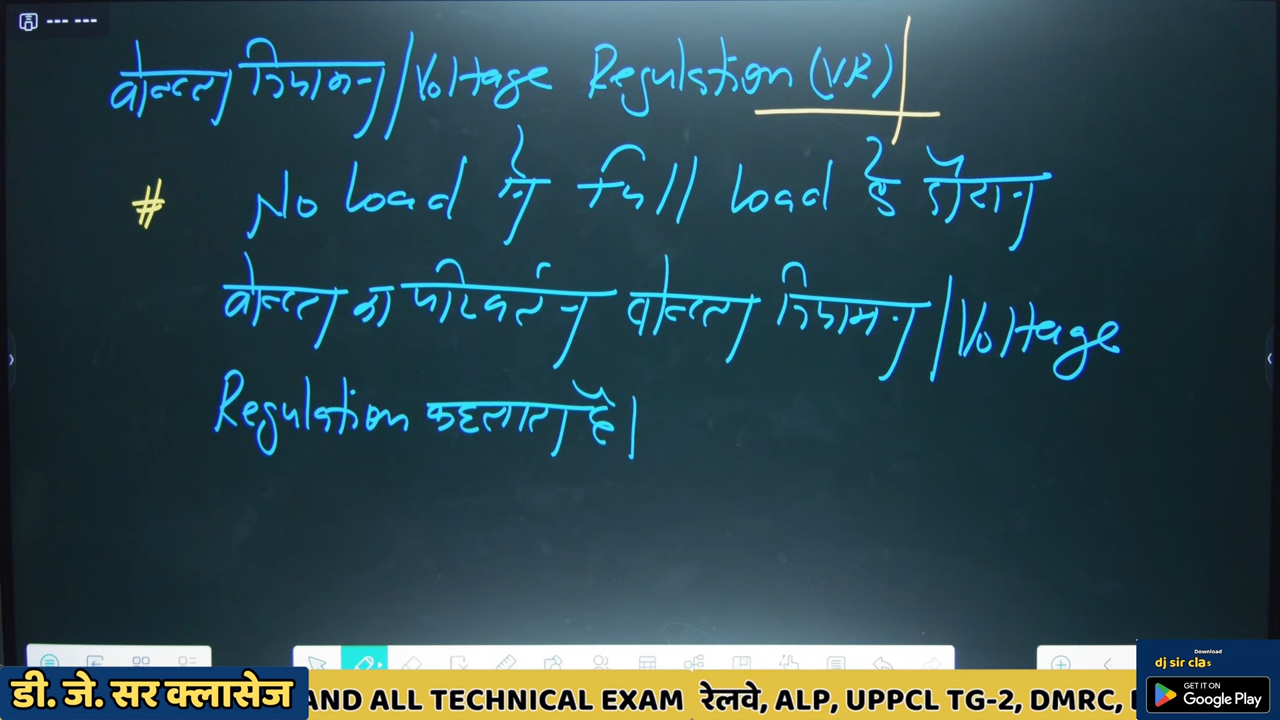 वोल्टता नियमन/Voltage Regulation (VR)
# No Load से Full Load के दौरान
वोल्टता का परिवर्तन वोल्टता नियमन/Voltage
Regulation कहलाता है।
Download
dj sir clas
डी. जे. सर क्लासेज
AND ALL TECHNICAL EXAM रेलवे, ALP, UPPCL TG-2, DMRC,
GET IT ON
Google Play